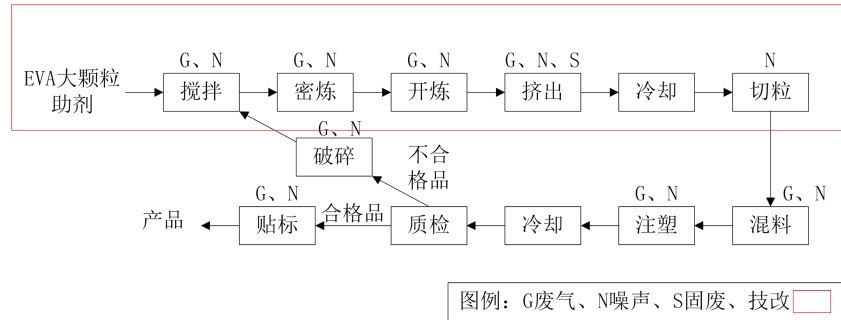 G、N
G、N
G、N
G、N、S
N
EVA大颗粒
助剂
搅拌
密炼
开炼
挤出
冷却
切粒
G、N
破碎
不合
格品
G、N
G、N
G、N
产品
贴标
合格品
质检
冷却
注塑
混料
图例：G废气、N噪声、S固废、技改